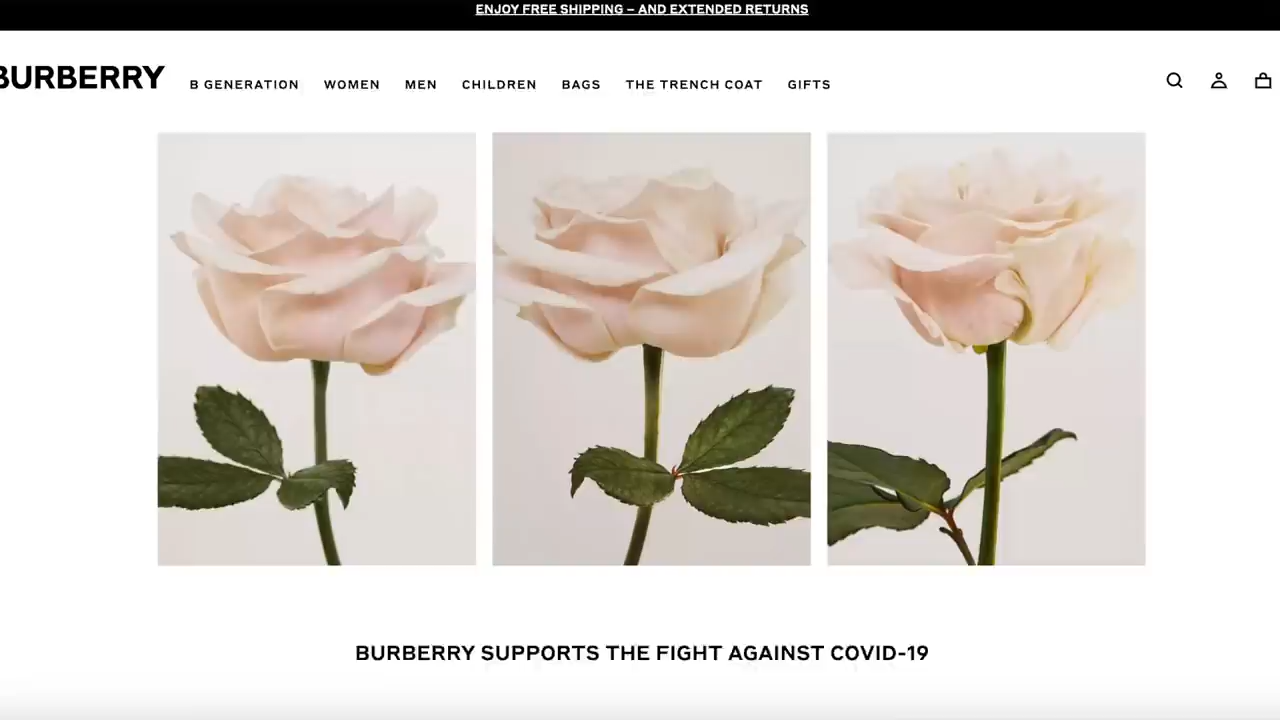 ENJOY FREE SHIPPING – AND EXTENDED RETURNS
BURBERRY
B GENERATION WOMEN MEN CHILDREN BAGS THE TRENCH COAT GIFTS
BURBERRY SUPPORTS THE FIGHT AGAINST COVID-19